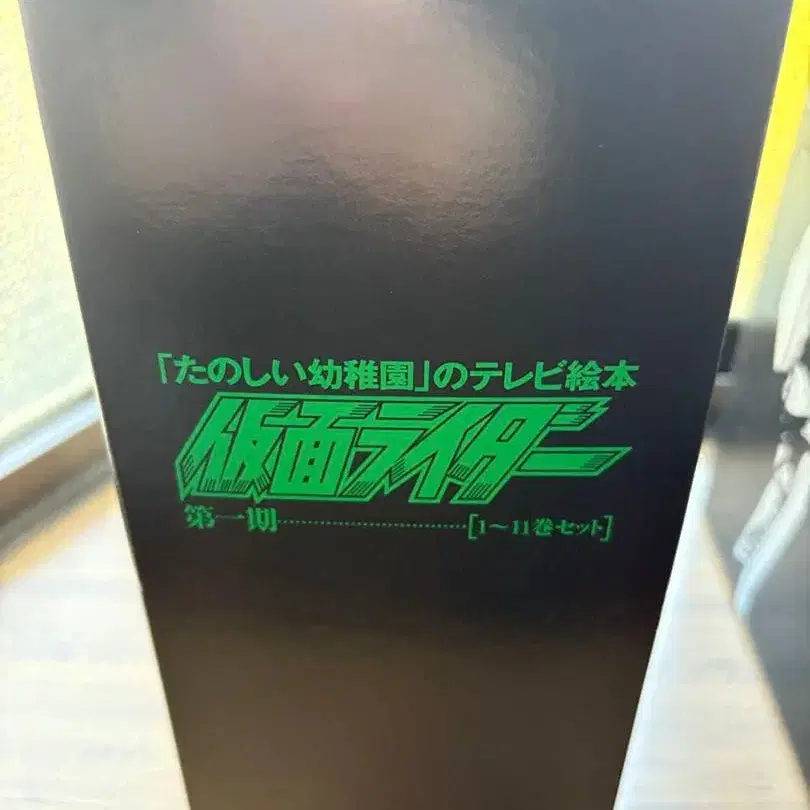 「たのしい幼稚園」のテレビ絵本
仮面ライダー
第一期…………………………[1〜11巻セット]